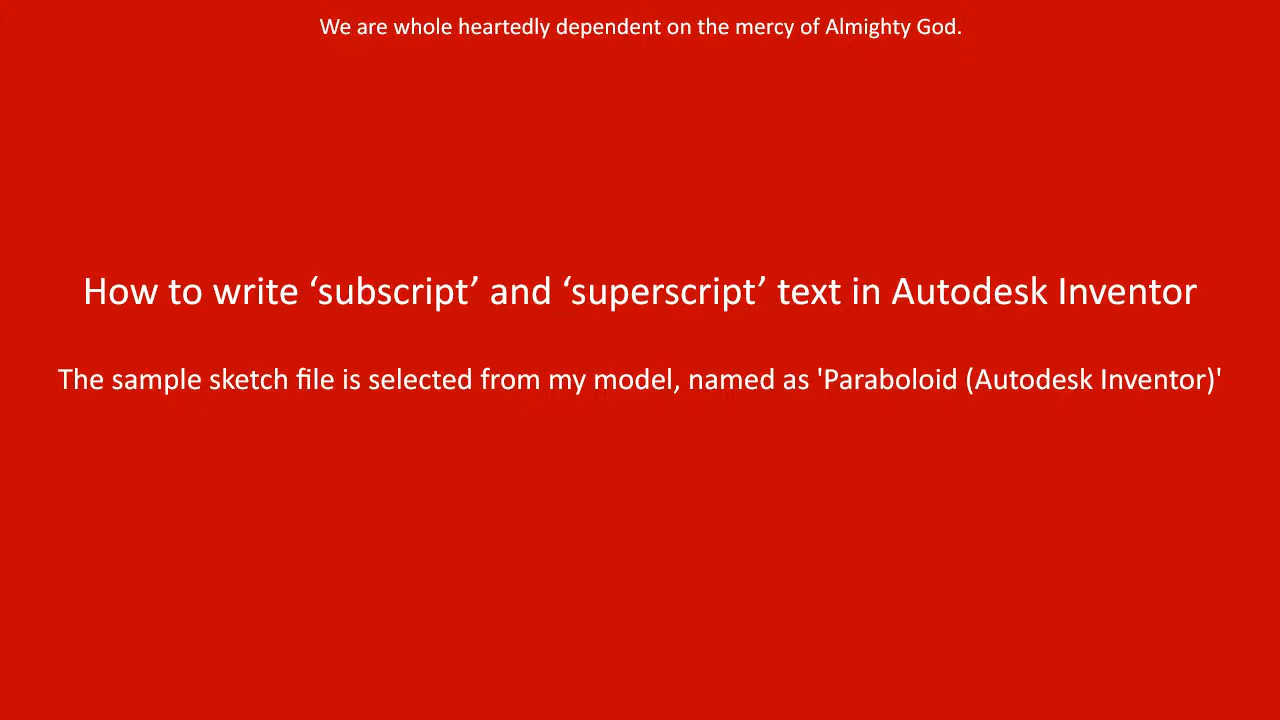 We are whole heartedly dependent on the mercy of Almighty God.
How to write ‘subscript’ and ‘superscript’ text in Autodesk Inventor
The sample sketch file is selected from my model, named as 'Paraboloid (Autodesk Inventor)'